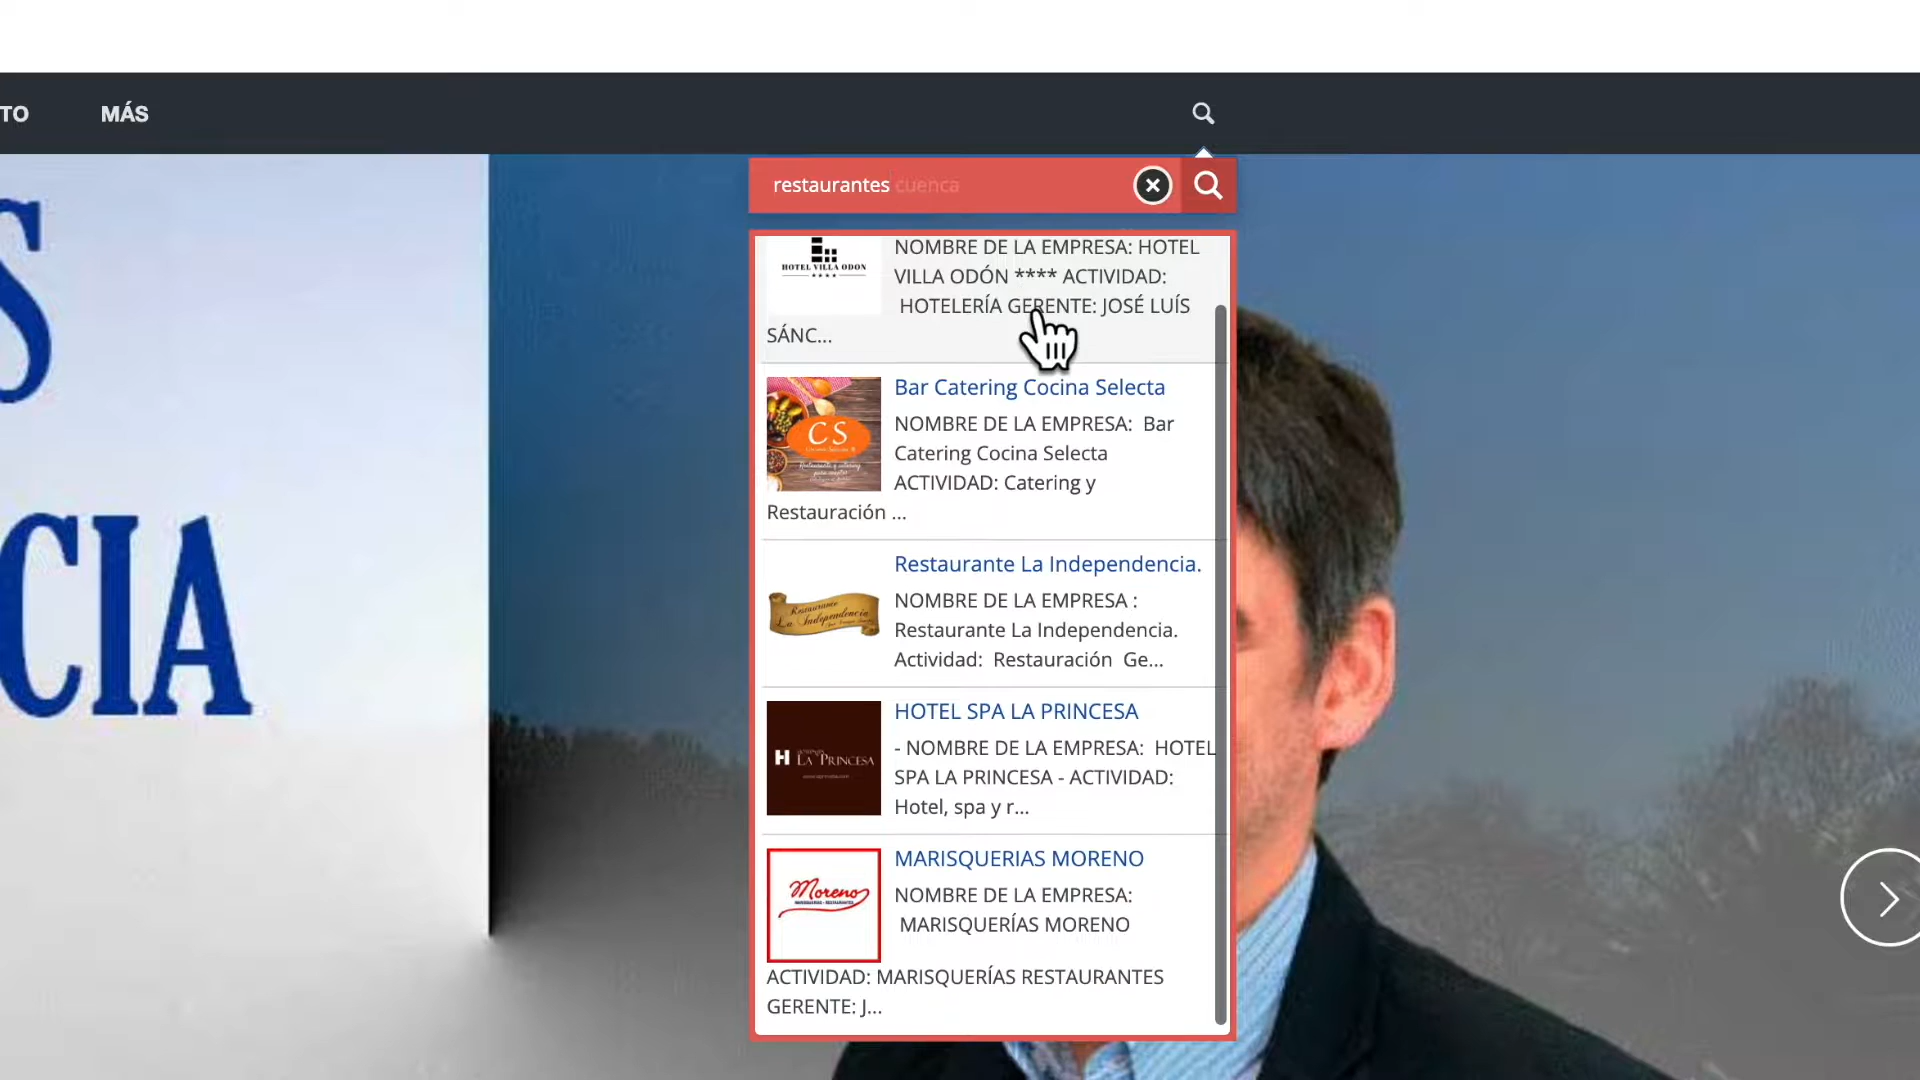 TO
MÁS
S
CIA
restaurantes cuenca
HOTEL VILLA ODON
★★★★
NOMBRE DE LA EMPRESA: HOTEL
VILLA ODÓN **** ACTIVIDAD:
HOTELERÍA GERENTE: JOSÉ LUÍS
SÁNC...
CS
Bar Catering Cocina Selecta
NOMBRE DE LA EMPRESA: Bar
Catering Cocina Selecta
ACTIVIDAD: Catering y
Restauración ...
Restaurante
La Independencia
Restaurante La Independencia.
NOMBRE DE LA EMPRESA :
Restaurante La Independencia.
Actividad: Restauración Ge...
H LA PRINCESA
HOTEL SPA LA PRINCESA
- NOMBRE DE LA EMPRESA: HOTEL
SPA LA PRINCESA - ACTIVIDAD:
Hotel, spa y r...
Moreno
MARISQUERIAS MORENO
NOMBRE DE LA EMPRESA:
MARISQUERÍAS MORENO
ACTIVIDAD: MARISQUERÍAS RESTAURANTES
GERENTE: J...